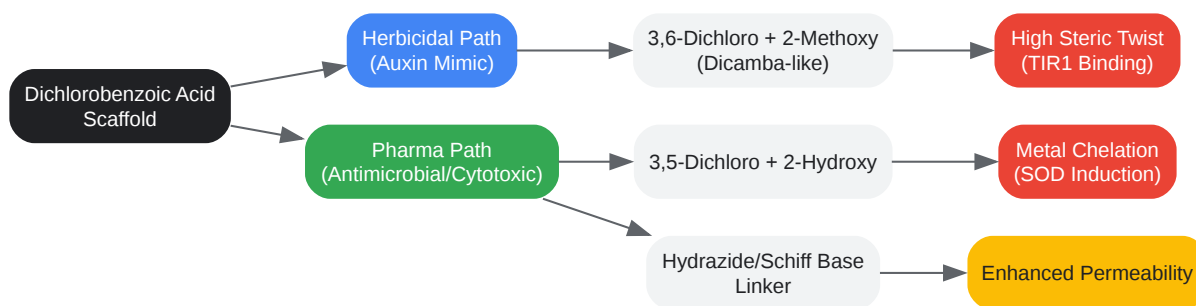 Dichlorobenzoic Acid
Scaffold
Herbicidal Path
(Auxin Mimic)
3,6-Dichloro + 2-Methoxy
(Dicamba-like)
High Steric Twist
(TIR1 Binding)
Pharma Path
(Antimicrobial/Cytotoxic)
3,5-Dichloro + 2-Hydroxy
Metal Chelation
(SOD Induction)
Hydrazide/Schiff Base
Linker
Enhanced Permeability